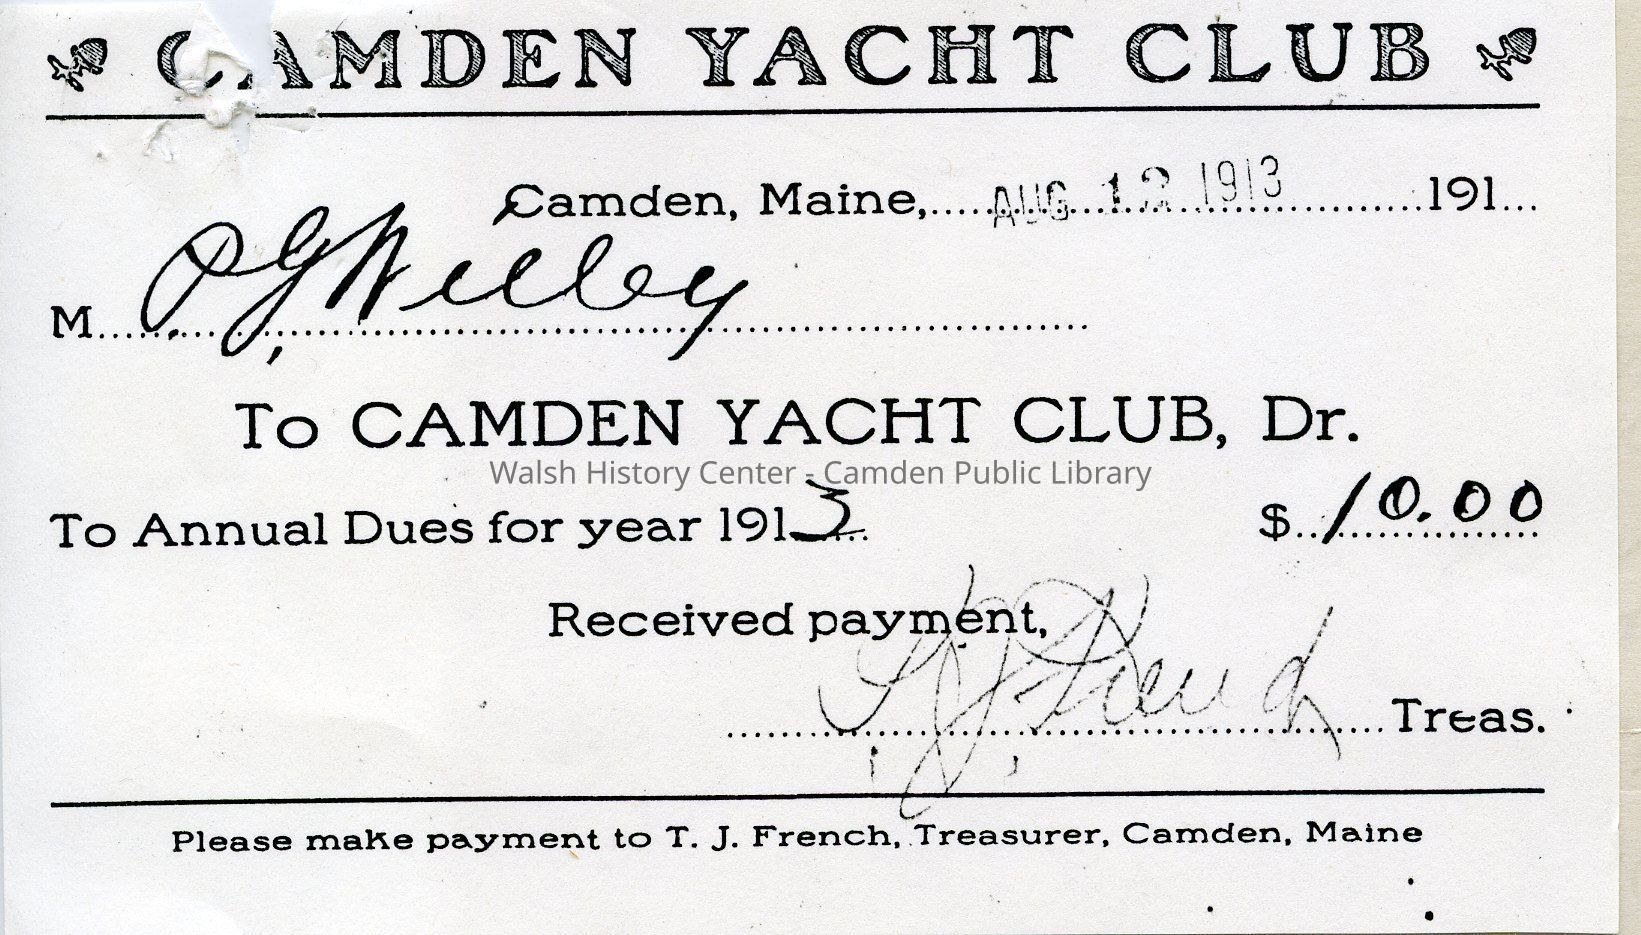 CAMDEN YACHT CLUB
Camden, Maine, AUG 12 1913 191
M P. G. Willey
To CAMDEN YACHT CLUB, Dr.
Walsh History Center - Camden Public Library
To Annual Dues for year 1913 $ 10.00
Received payment,
T. J. French Treas.
Please make payment to T. J. French, Treasurer, Camden, Maine